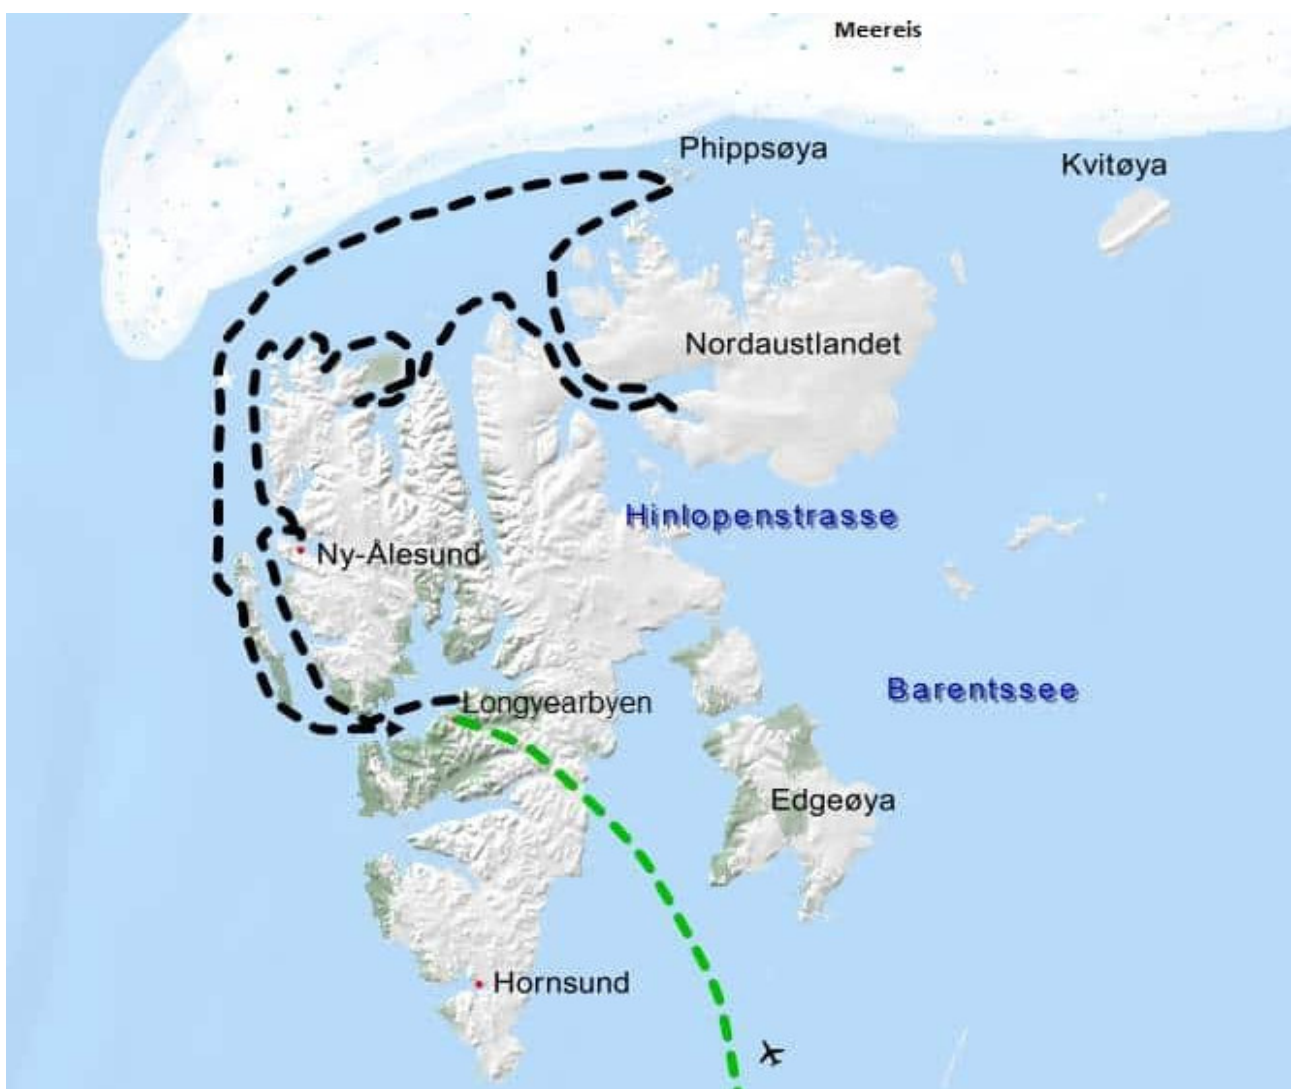 Meereis
Phippsøya
Kvitøya
Nordaustlandet
Hinlopenstrasse
Ny-Ålesund
Barentssee
Longyearbyen
Edgeøya
Hornsund